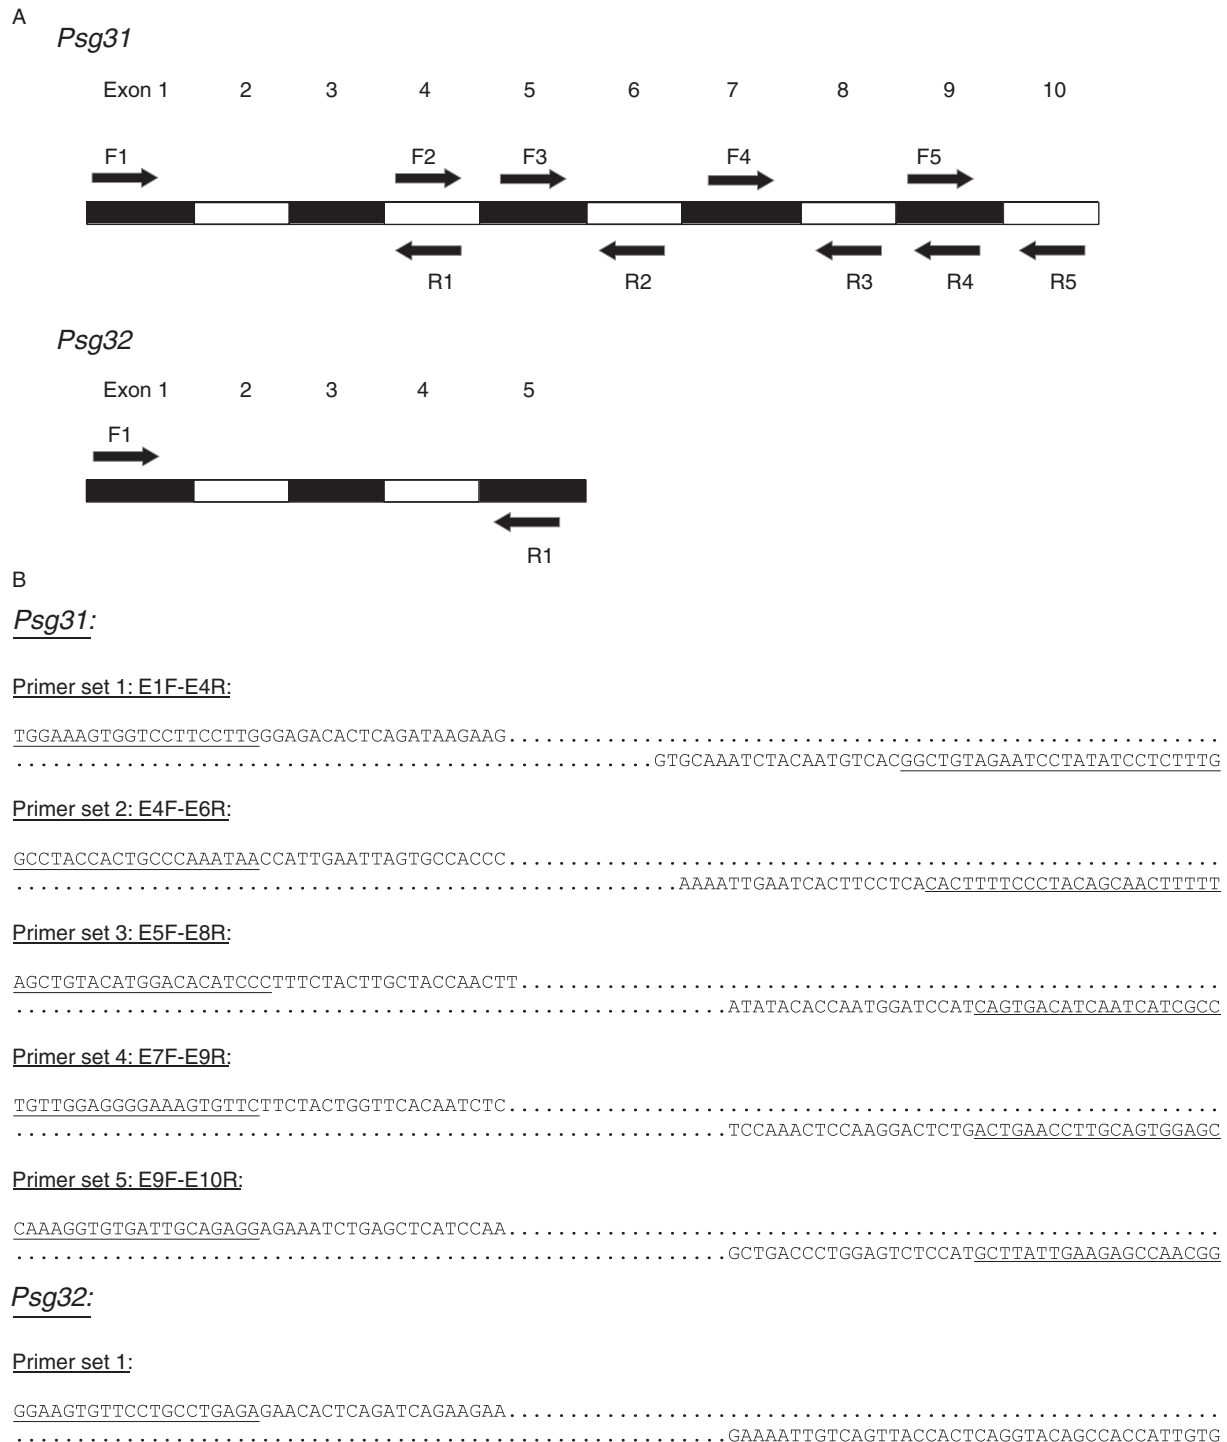 A
Psg31
Exon 1 2 3 4 5 6 7 8 9 10
F1 F2 F3 F4 F5
R1 R2 R3 R4 R5
Psg32
Exon 1 2 3 4 5
F1
R1
B
Psg31:
Primer set 1: E1F-E4R:
TGGAAAGTGGTCCTTCCTTGGGAGACACTCAGATAAGAAG..........................................................
....................................................GTGCAAATCTACAATGTCACGGCTGTAGAATCCTATATCCTCTTTG
Primer set 2: E4F-E6R:
GCCTACCACTGCCCAAATAACCATTGAATTAGTGCCACCC..........................................................
......................................................AAAATTGAATCACTTCCTCACACTTTTCCCTACAGCAACTTTTT
Primer set 3: E5F-E8R:
AGCTGTACATGGACACATCCCTTTCTACTTGCTACCAACTT.........................................................
..........................................................ATATACACCAATGGATCCATCAGTGACATCAATCATCGCC
Primer set 4: E7F-E9R:
TGTTGGAGGGGAAAGTGTTCTTCTACTGGTTCACAATCTC..........................................................
..........................................................TCCAAACTCCAAGGACTCTGACTGAACCTTGCAGTGGAGC
Primer set 5: E9F-E10R:
CAAAGGTGTGATTGCAGAGGAGAAATCTGAGCTCATCCAA..........................................................
..........................................................GCTGACCCTGGAGTCTCCATGCTTATTGAAGAGCCAACGG
Psg32:
Primer set 1:
GGAAGTGTTCCTGCCTGAGAGAACACTCAGATCAGAAGAA..........................................................
..........................................................GAAAATTGTCAGTTACCACTCAGGTACAGCCACCATTGTG